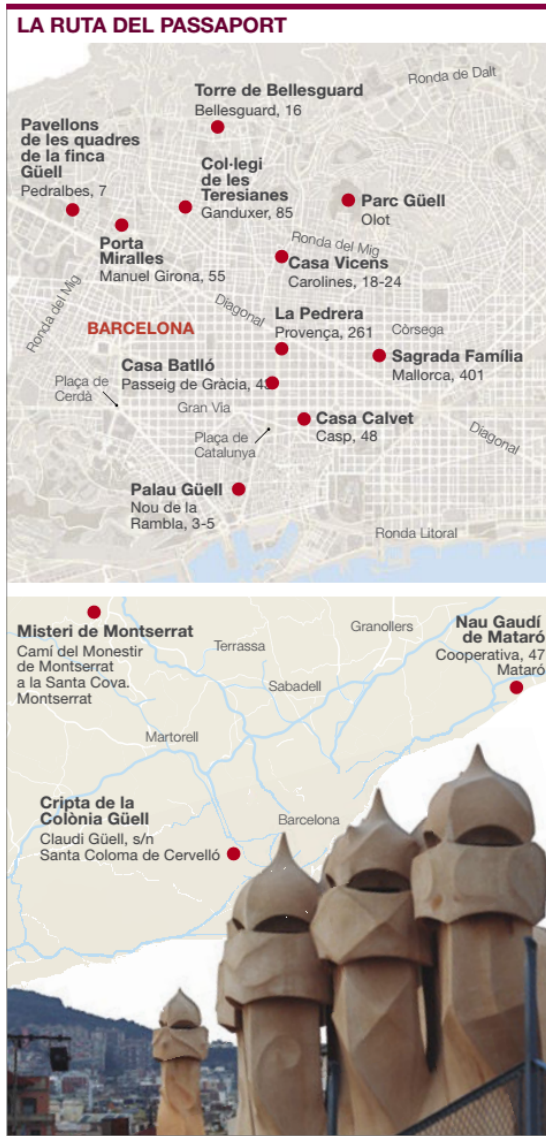 LA RUTA DEL PASSAPORT
Ronda de Dalt
Torre de Bellesguard
Bellesguard, 16
Pavellons
de les quadres
de la finca
Güell
Pedralbes, 7
Col·legi
de les
Teresianes
Ganduxer, 85
Parc Güell
Olot
Porta
Miralles
Manuel Girona, 55
Ronda del Mig
Casa Vicens
Carolines, 18-24
Ronda del Mig
Diagonal
La Pedrera
Provença, 261
BARCELONA
Còrsega
Sagrada Família
Mallorca, 401
Casa Batlló
Passeig de Gràcia, 43
Plaça de
Cerdà
Gran Via
Casa Calvet
Casp, 48
Plaça de
Catalunya
Diagonal
Palau Güell
Nou de la
Rambla, 3-5
Ronda Litoral
Misteri de Montserrat
Camí del Monestir
de Montserrat
a la Santa Cova.
Montserrat
Terrassa
Granollers
Nau Gaudí
de Mataró
Cooperativa, 47
Mataró
Sabadell
Martorell
Cripta de la
Colònia Güell
Claudi Güell, s/n
Santa Coloma de Cervelló
Barcelona